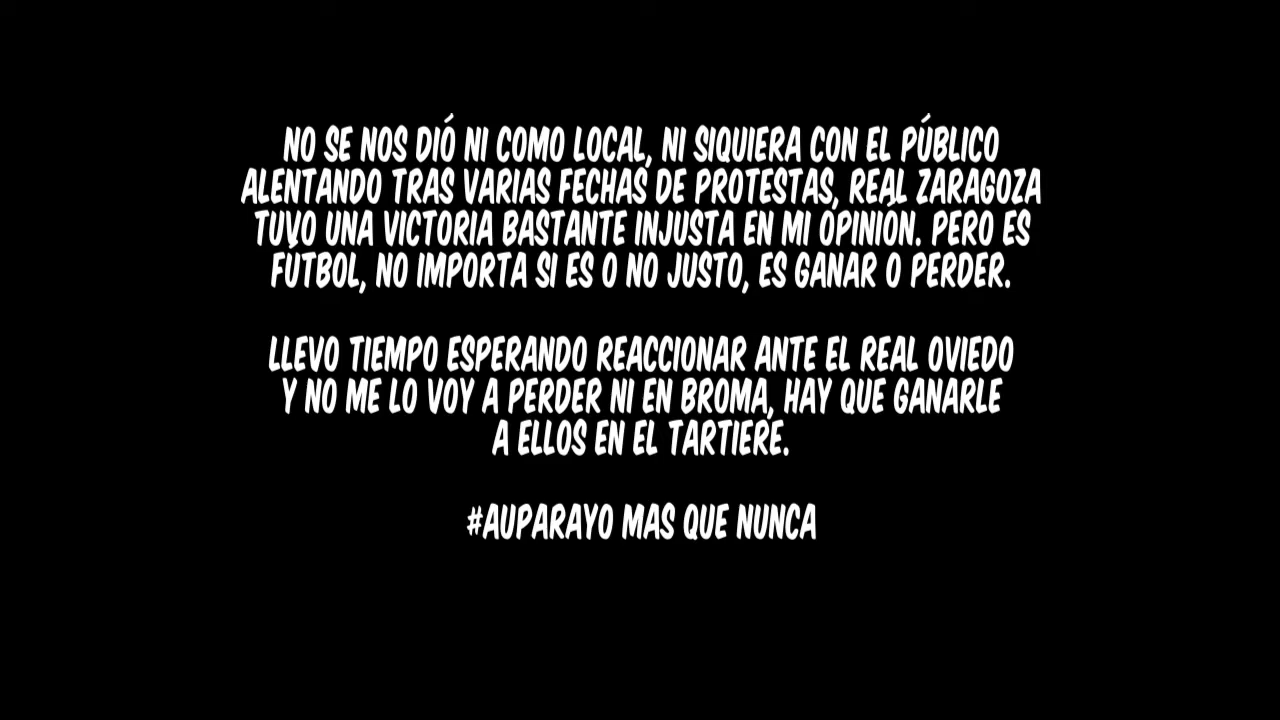 NO SE NOS DIÓ NI COMO LOCAL, NI SIQUIERA CON EL PÚBLICO
ALENTANDO TRAS VARIAS FECHAS DE PROTESTAS, REAL ZARAGOZA
TUVO UNA VICTORIA BASTANTE INJUSTA EN MI OPINIÓN. PERO ES
FÚTBOL, NO IMPORTA SI ES O NO JUSTO, ES GANAR O PERDER.
LLEVO TIEMPO ESPERANDO REACCIONAR ANTE EL REAL OVIEDO
Y NO ME LO VOY A PERDER NI EN BROMA, HAY QUE GANARLE
A ELLOS EN EL TARTIERE.
#AUPARAYO MAS QUE NUNCA